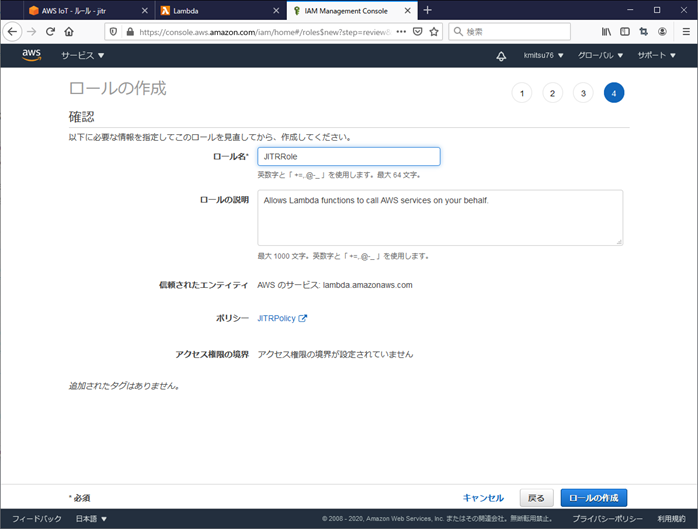 AWS IoT - ルール - jitr
Lambda
IAM Management Console
https://console.aws.amazon.com/iam/home#/roles$new?step=review&
検索
aws
サービス
kmitsu76
グローバル
サポート
ロールの作成
1 2 3 4
確認
以下に必要な情報を指定してこのロールを見直してから、作成してください。
ロール名*
JITRRole
英数字と「 +=,.@-_ 」を使用します。最大 64 文字。
ロールの説明
Allows Lambda functions to call AWS services on your behalf.
最大 1000 文字。英数字と「 +=,.@-_ 」を使用します。
信頼されたエンティティ
AWS のサービス: lambda.amazonaws.com
ポリシー
JITRPolicy
アクセス権限の境界
アクセス権限の境界が設定されていません
追加されたタグはありません。
* 必須
キャンセル
戻る
ロールの作成
フィードバック
日本語
© 2008 - 2020, Amazon Web Services, Inc. またはその関連会社。無断転用禁止。
プライバシーポリシー
利用規約